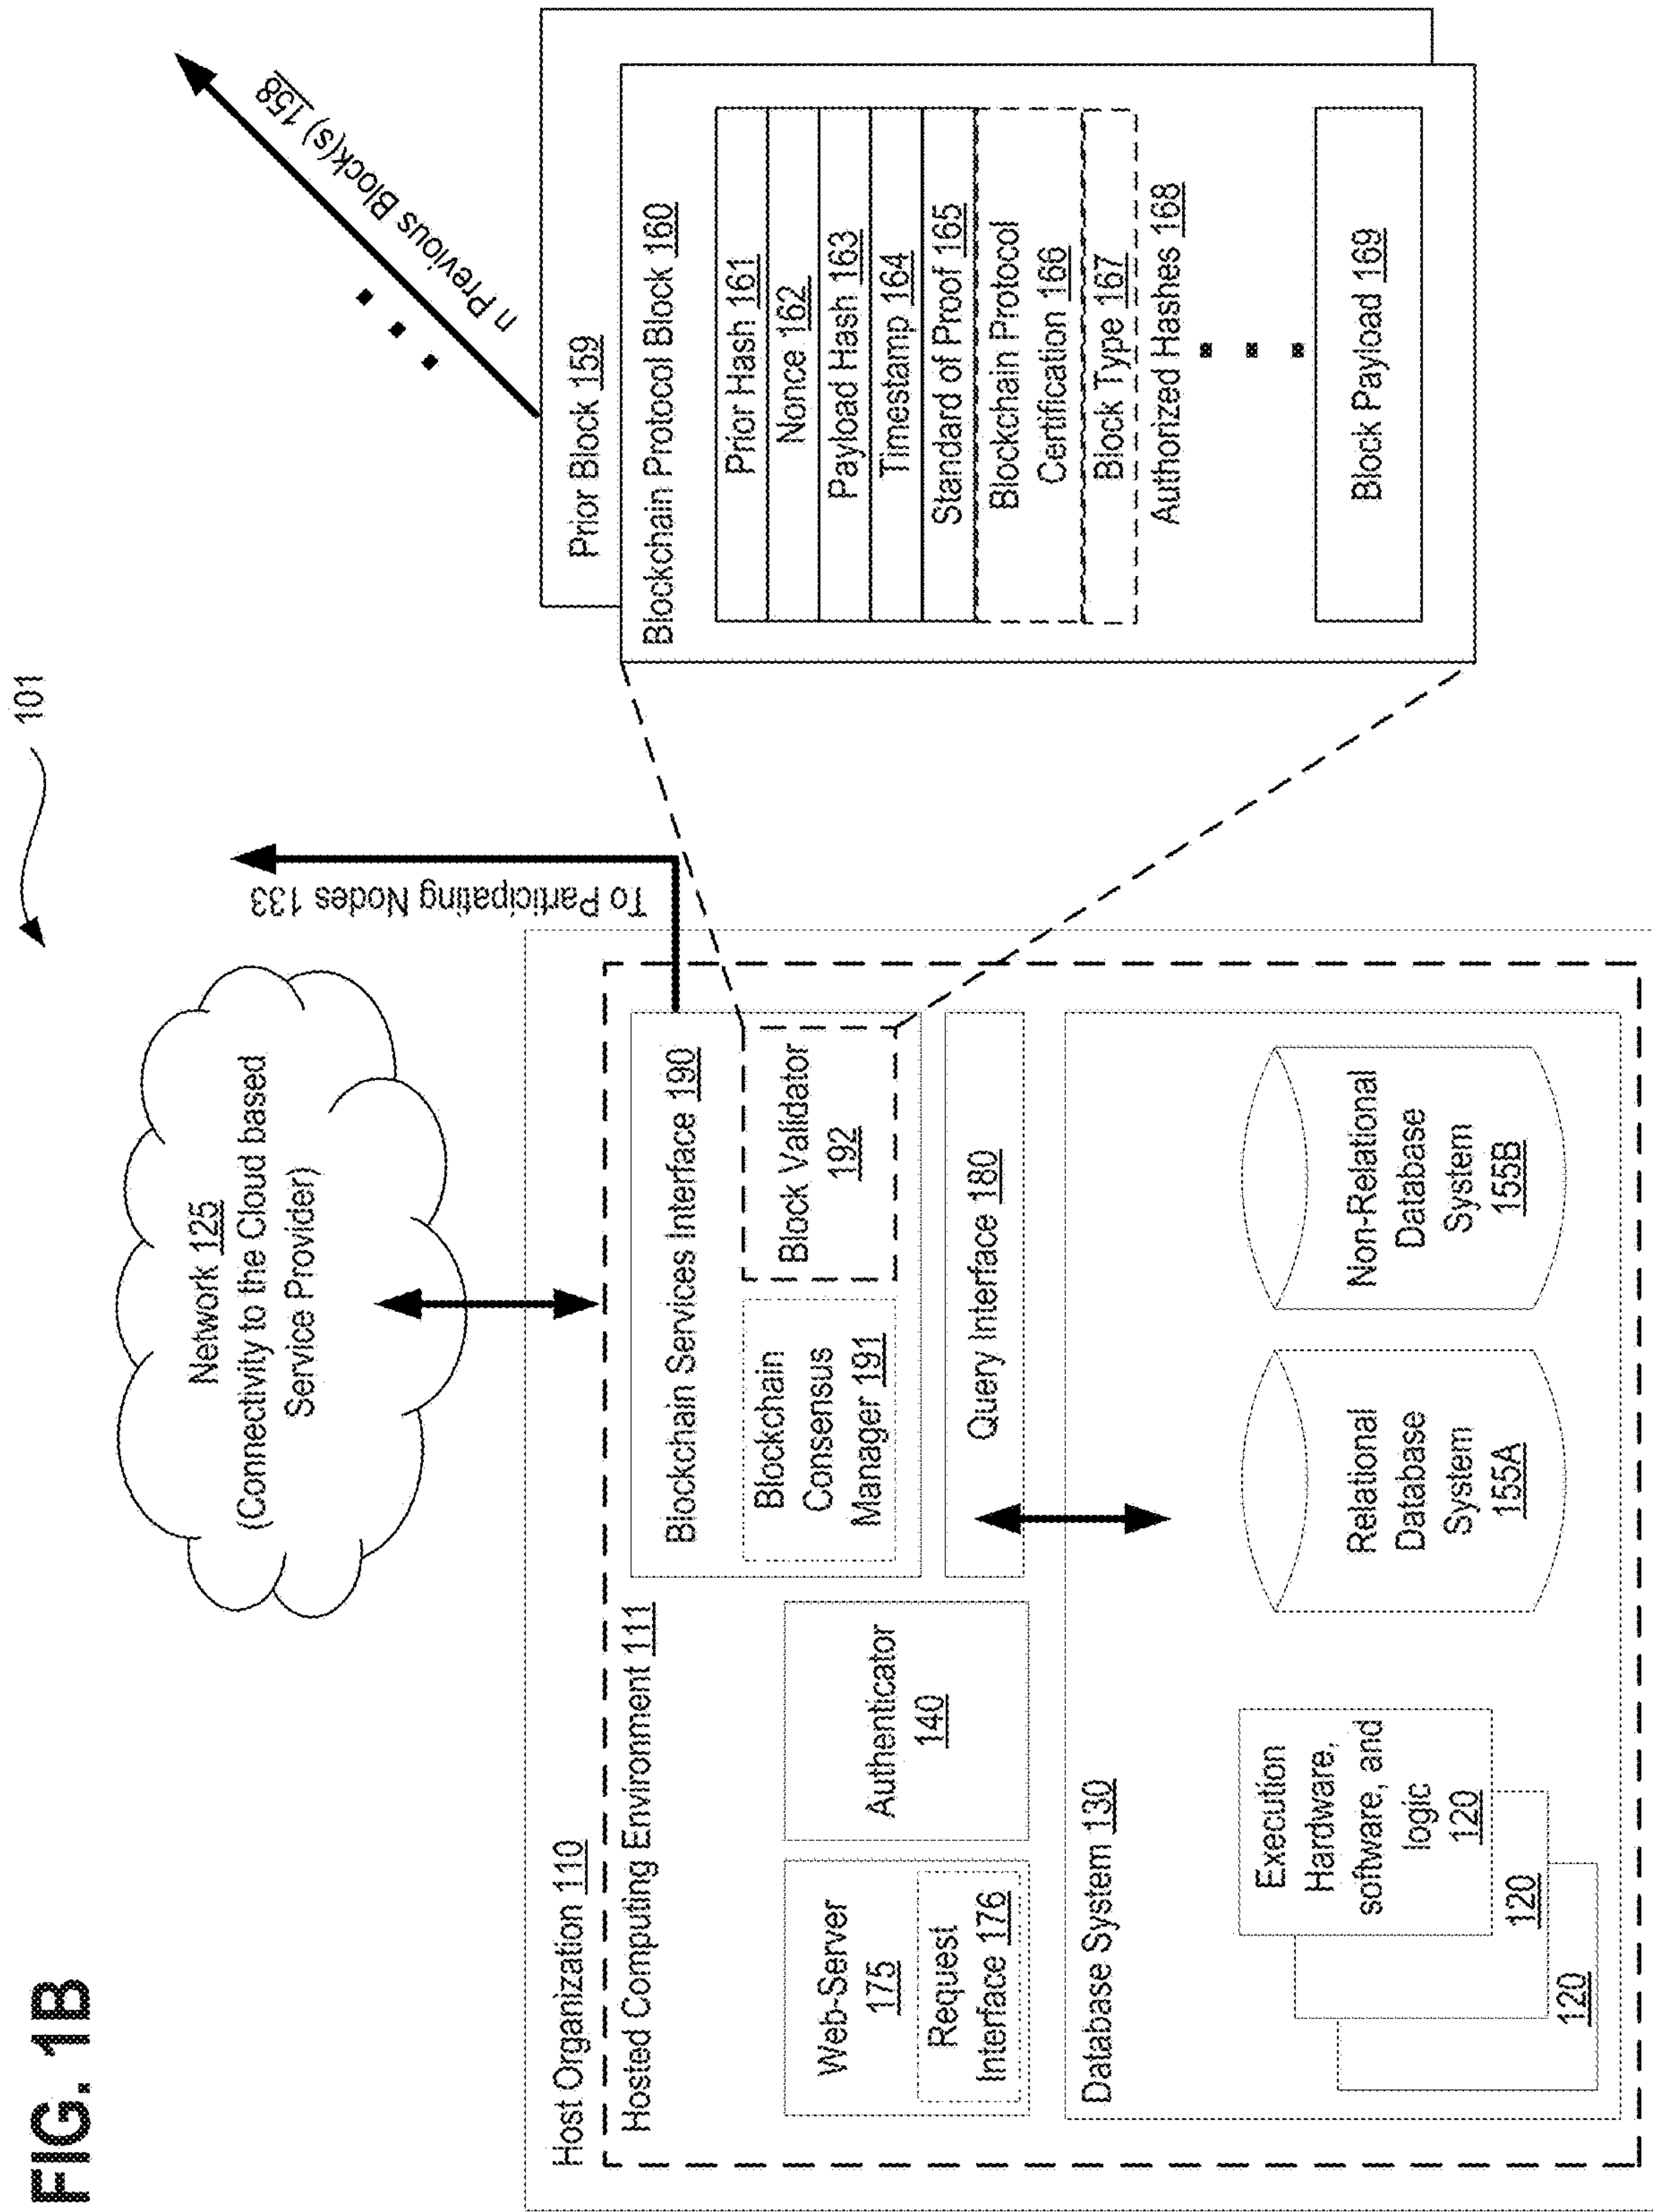 FIG. 1B
101
Network 125
(Connectivity to the Cloud based
Service Provider)
n Previous Block(s) 158
To Participating Nodes 133
Host Organization 110
Hosted Computing Environment 111
Web-Server
175
Request
Interface 176
Authenticator
140
Blockchain Services Interface 190
Blockchain
Consensus
Manager 191
Block Validator
192
Query Interface 180
Database System 130
Execution
Hardware,
software, and
logic
120
120
120
Relational
Database
System
155A
Non-Relational
Database
System
155B
Prior Block 159
Blockchain Protocol Block 160
Prior Hash 161
Nonce 162
Payload Hash 163
Timestamp 164
Standard of Proof 165
Blockchain Protocol
Certification 166
Block Type 167
Authorized Hashes 168
Block Payload 169